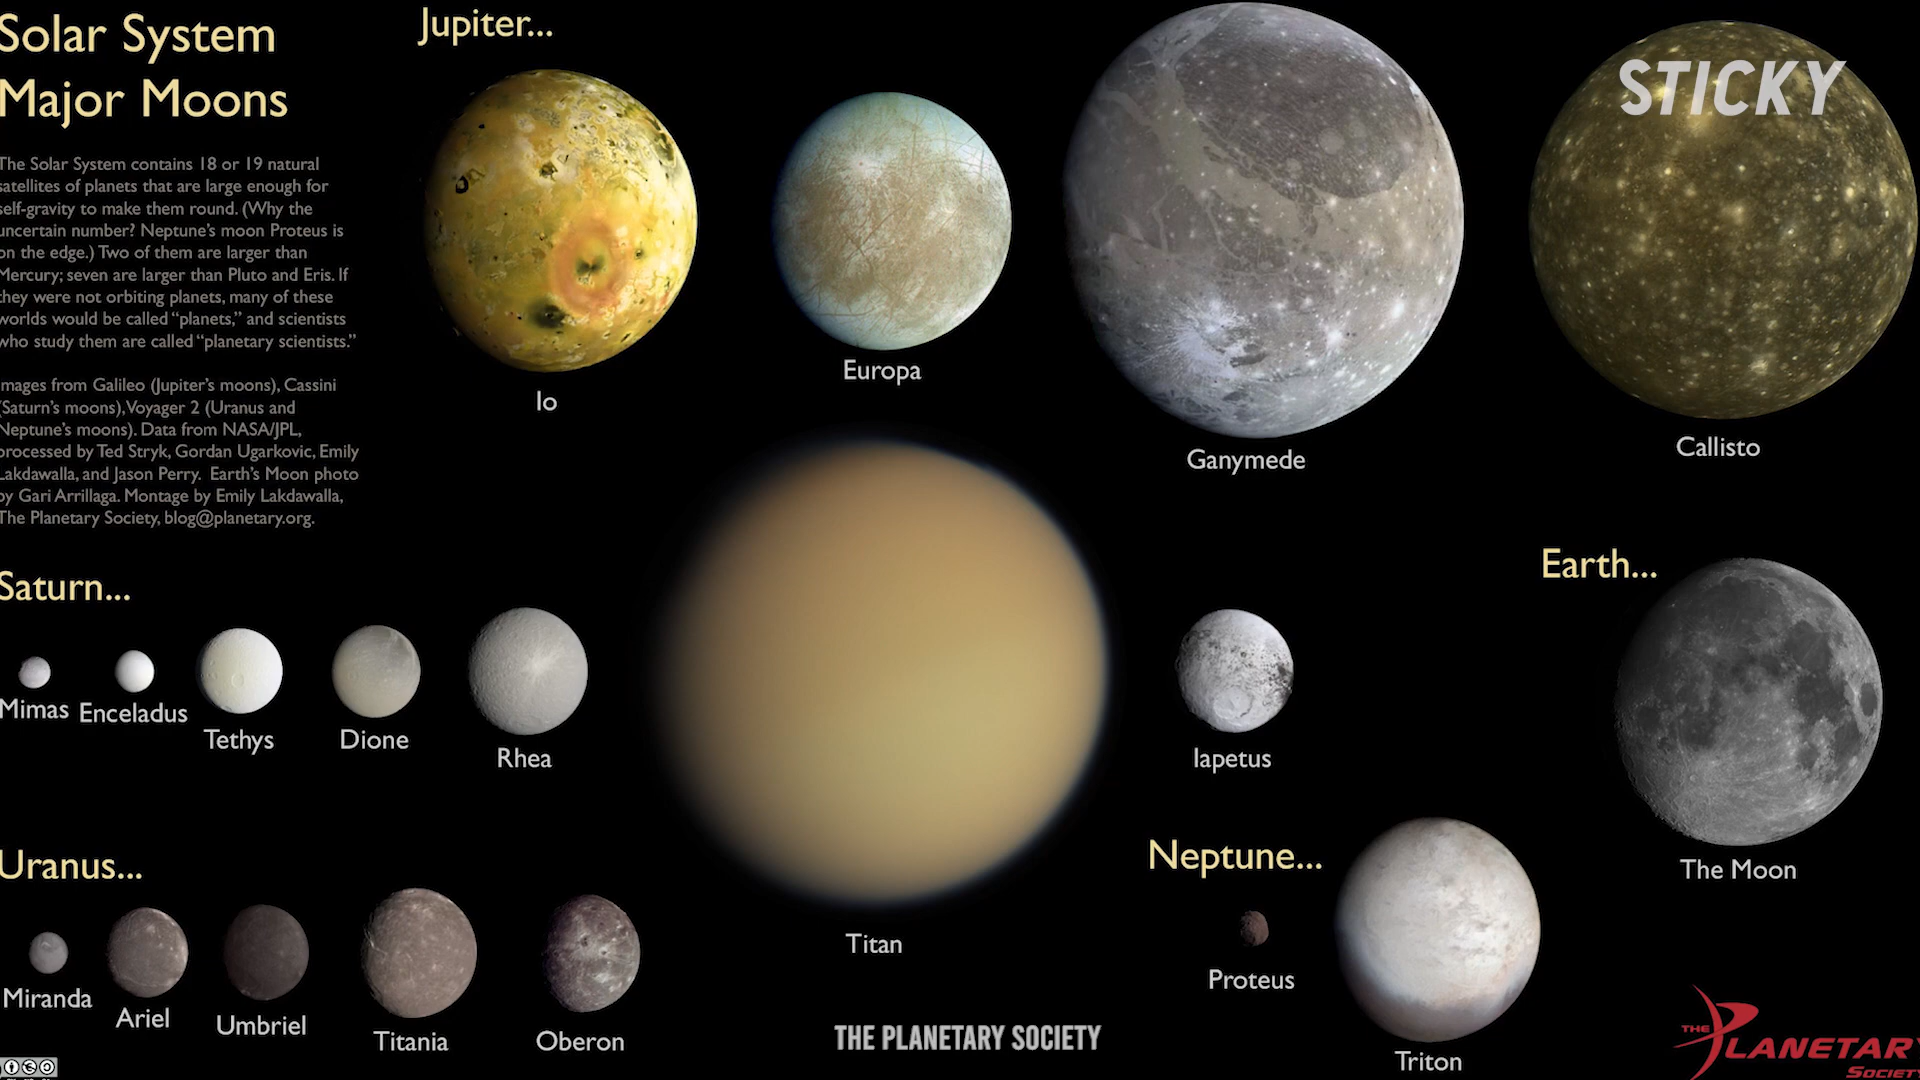 Solar System
Major Moons
The Solar System contains 18 or 19 natural
satellites of planets that are large enough for
self-gravity to make them round. (Why the
uncertain number? Neptune's moon Proteus is
on the edge.) Two of them are larger than
Mercury; seven are larger than Pluto and Eris. If
they were not orbiting planets, many of these
worlds would be called "planets," and scientists
who study them are called "planetary scientists."
mages from Galileo (Jupiter's moons), Cassini
(Saturn's moons), Voyager 2 (Uranus and
Neptune's moons). Data from NASA/JPL,
processed by Ted Stryk, Gordan Ugarkovic, Emily
Lakdawalla, and Jason Perry. Earth's Moon photo
by Gari Arrillaga. Montage by Emily Lakdawalla,
The Planetary Society, blog@planetary.org.
Jupiter...
STICKY
Io
Europa
Ganymede
Callisto
Saturn...
Mimas
Enceladus
Tethys
Dione
Rhea
Titan
Iapetus
Earth...
The Moon
Uranus...
Miranda
Ariel
Umbriel
Titania
Oberon
Neptune...
Proteus
Triton
THE PLANETARY SOCIETY
THE
PLANETAR
SOCIET